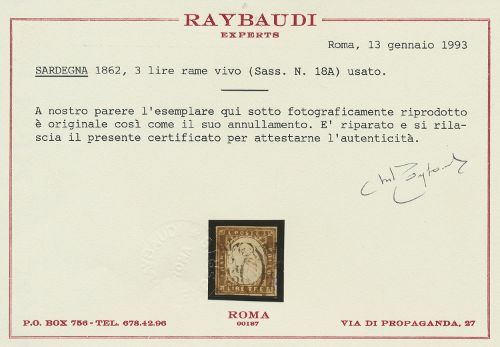 RAYBAUDI
EXPERTS
Roma, 13 gennaio 1993
SARDEGNA 1862, 3 lire rame vivo (Sass. N. 18A) usato.
A nostro parere l'esemplare qui sotto fotograficamente riprodotto
è originale così come il suo annullamento. E' riparato e si rila-
scia il presente certificato per attestarne l'autenticità.
LIRE TRE
ROMA
00187
P.O. BOX 756 - TEL. 678.42.96
VIA DI PROPAGANDA, 27